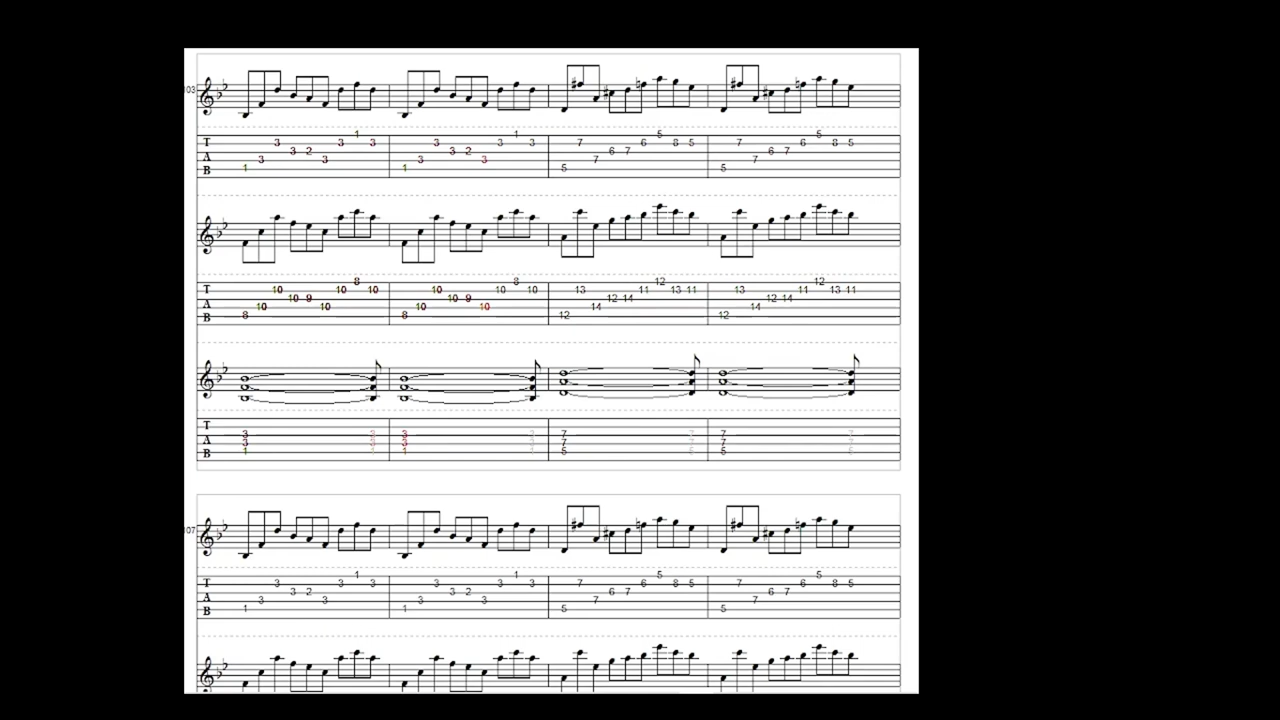 103
1 3 3 3 2 3 3 1 3 1 3 3 3 2 3 3 1 3 5 7 7 6 7 6 5 8 5 5 7 7 6 7 6 5 8 5
T A B
8 10 10 10 9 10 10 8 10 8 10 10 10 9 10 10 8 10 12 13 14 12 14 11 12 13 11 12 13 14 12 14 11 12 13 11
T A B
3 3 7 7
3 3 7 7
1 1 5 5
T A B
107
1 3 3 3 2 3 3 1 3 1 3 3 3 2 3 3 1 3 5 7 7 6 7 6 5 8 5 5 7 7 6 7 6 5 8 5
T A B